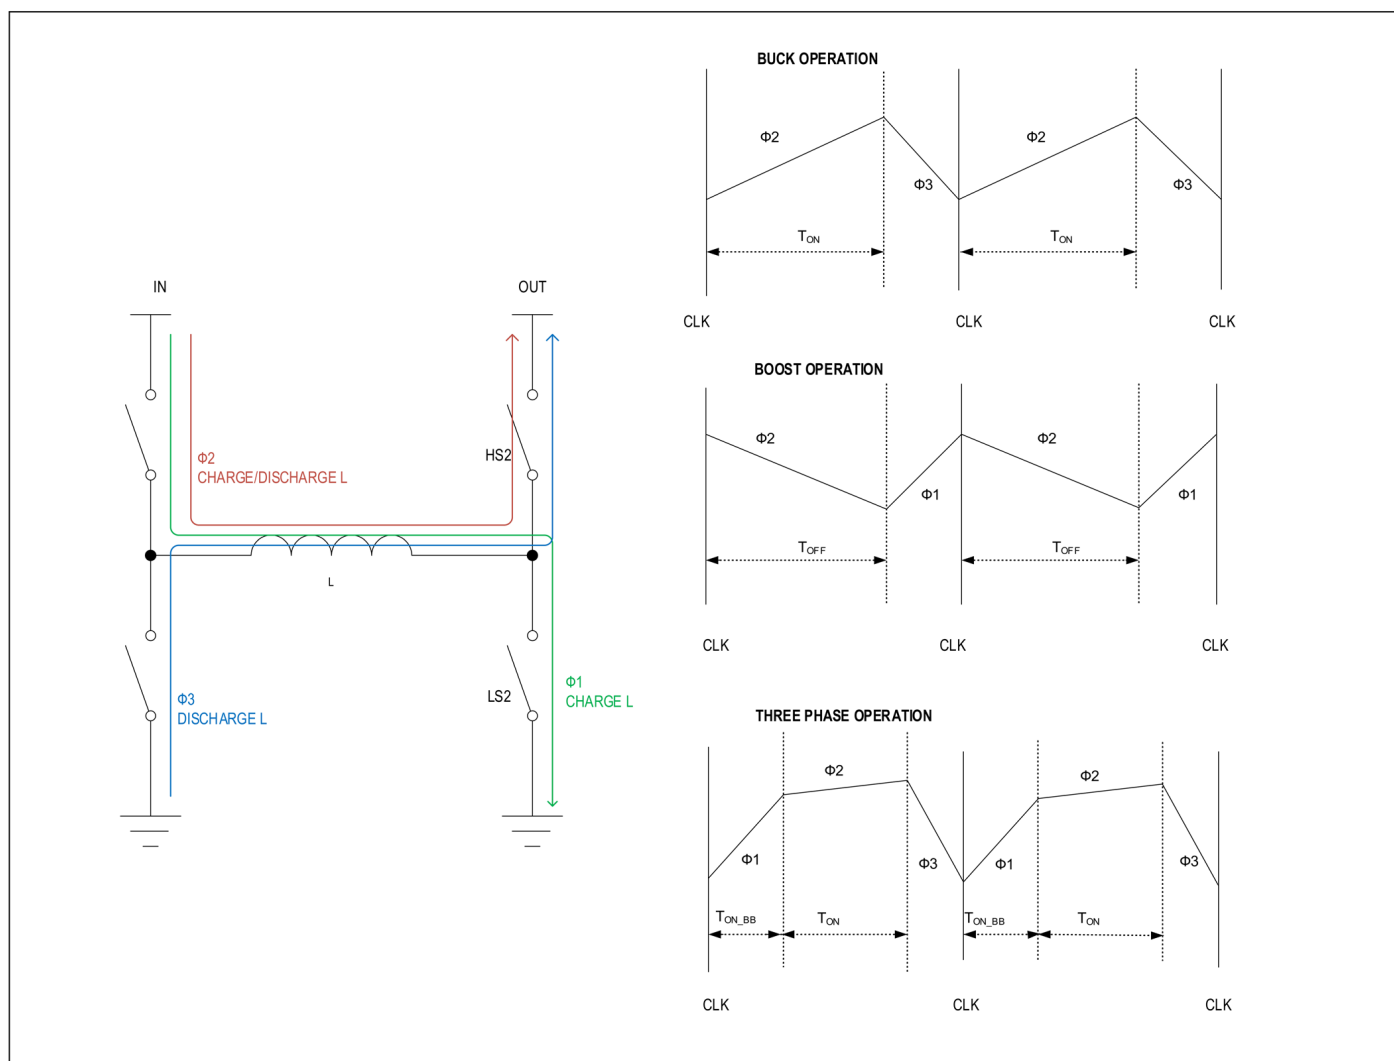 IN
OUT
HS2
Φ2
CHARGE/DISCHARGE L
L
Φ3
DISCHARGE L
LS2
Φ1
CHARGE L
BUCK OPERATION
Φ2
Φ3
Φ2
Φ3
TON
TON
CLK
CLK
CLK
BOOST OPERATION
Φ2
Φ1
Φ2
Φ1
TOFF
TOFF
CLK
CLK
CLK
THREE PHASE OPERATION
Φ1
Φ2
Φ3
Φ1
Φ2
Φ3
TON_BB
TON
TON_BB
TON
CLK
CLK
CLK